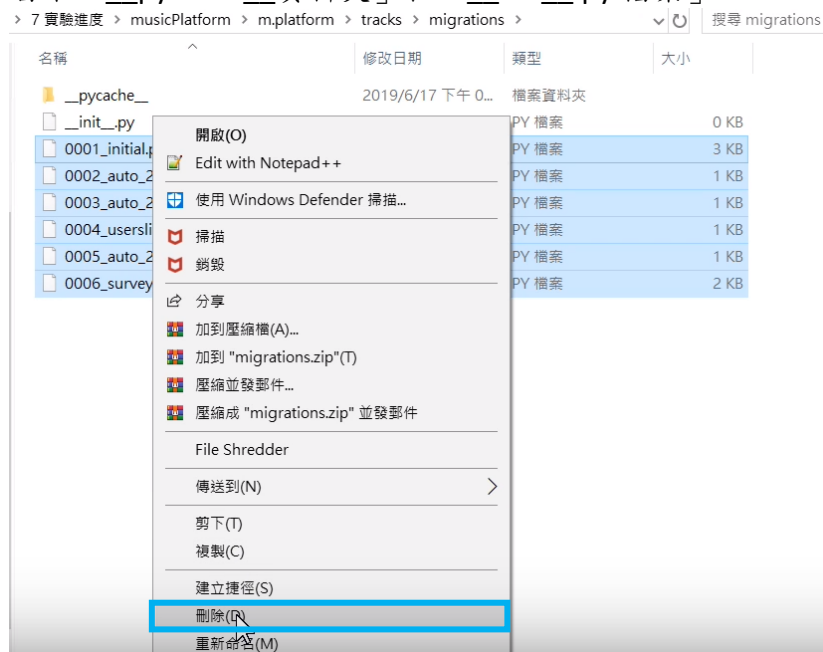 > 7 實驗進度 > musicPlatform > m.platform > tracks > migrations >
搜尋 migrations
名稱 修改日期 類型 大小
__pycache__ 2019/6/17 下午 0... 檔案資料夾
__init__.py PY 檔案 0 KB
0001_initial.p PY 檔案 3 KB
0002_auto_2 PY 檔案 1 KB
0003_auto_2 PY 檔案 1 KB
0004_usersli PY 檔案 1 KB
0005_auto_2 PY 檔案 1 KB
0006_survey PY 檔案 2 KB
開啟(O)
Edit with Notepad++
使用 Windows Defender 掃描...
掃描
銷毀
分享
加到壓縮檔(A)...
加到 "migrations.zip"(T)
壓縮並發郵件...
壓縮成 "migrations.zip" 並發郵件
File Shredder
傳送到(N)
剪下(T)
複製(C)
建立捷徑(S)
刪除(D)
重新命名(M)